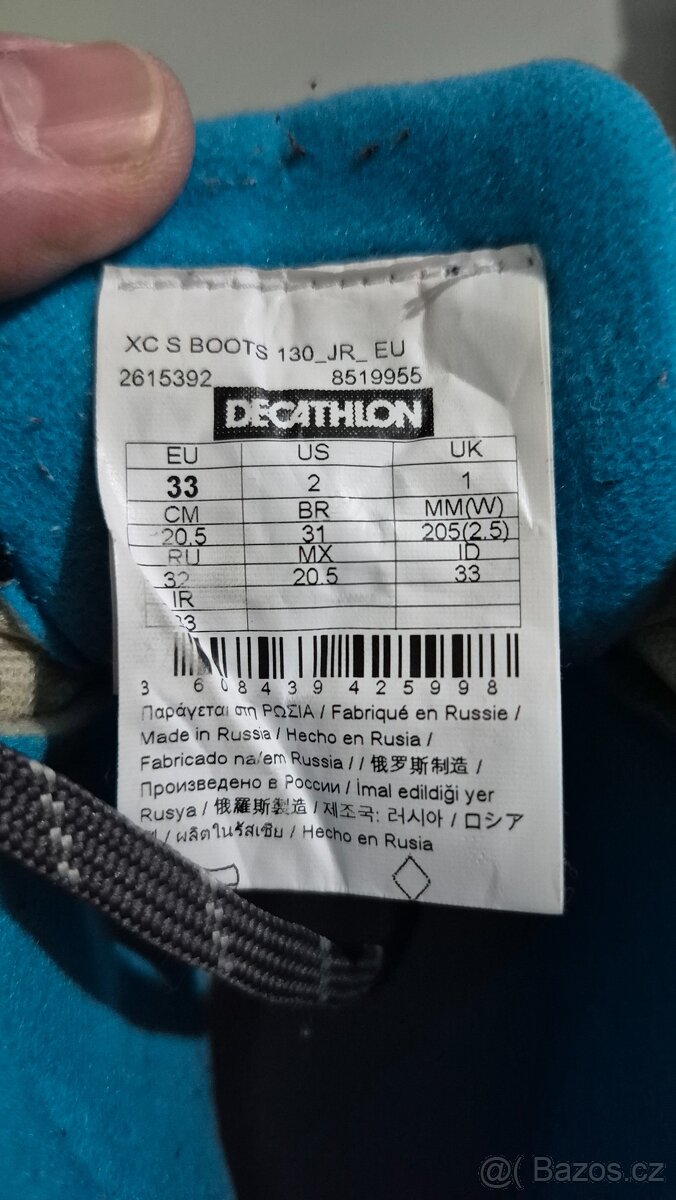 XC S BOOTS 130_JR_ EU
2615392 8519955
DECATHLON
EU US UK
33 2 1
CM BR MM(W)
20.5 31 205(2.5)
RU MX ID
32 20.5 33
IR
33
3 608439 425998
Παράγεται στη ΡΩΣΙΑ / Fabriqué en Russie /
Made in Russia / Hecho en Rusia /
Fabricado na/em Russia / / 俄罗斯制造 /
Произведено в России / İmal edildiği yer
Rusya / 俄羅斯製造 / 제조국: 러시아 / ロシア
/ ผลิตในรัสเซีย / Hecho en Rusia
@( Bazos.cz